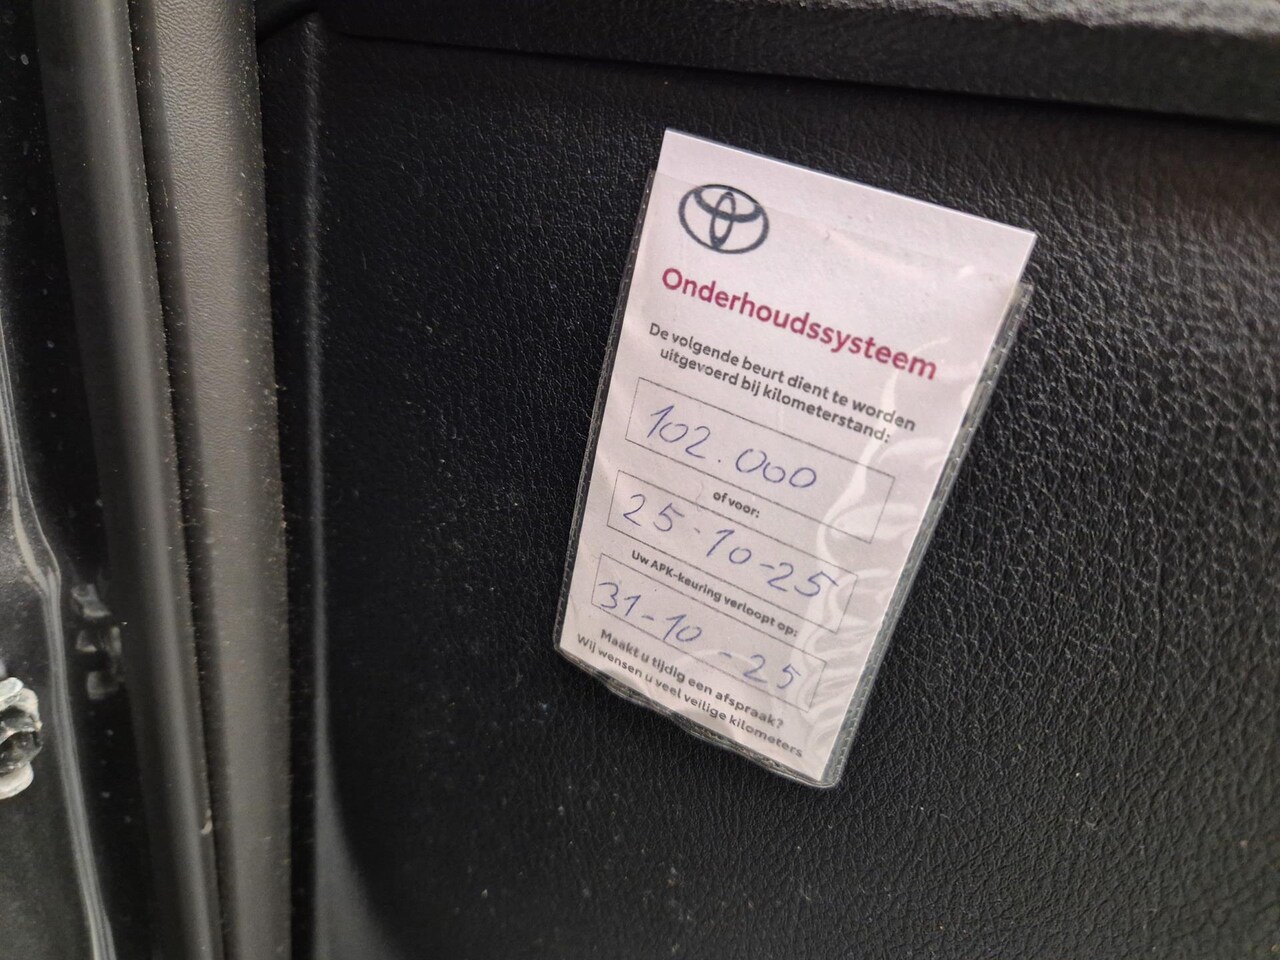 Onderhoudssysteem
De volgende beurt dient te worden
uitgevoerd bij kilometerstand:
102.000
of voor:
25-10-25
Uw APK-keuring verloopt op:
31-10-25
Maakt u tijdig een afspraak?
Wij wensen u veel veilige kilometers